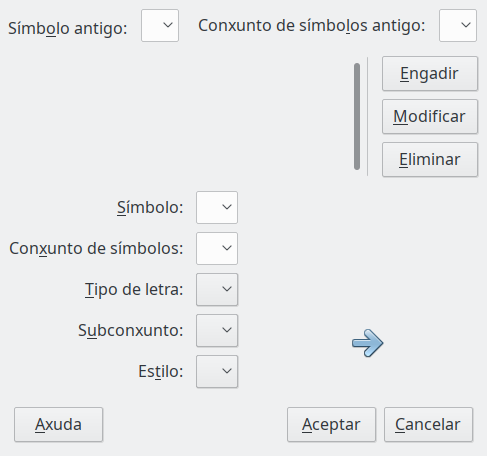 Símbolo antigo: Conxunto de símbolos antigo:
Engadir
Modificar
Eliminar
Símbolo:
Conxunto de símbolos:
Tipo de letra:
Subconxunto:
Estilo:
Axuda Aceptar Cancelar